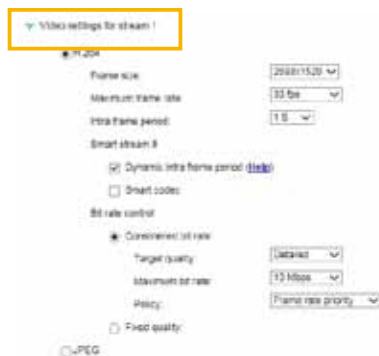 Video settings for stream 1
H.264
Frame size: 2688x1520
Maximum frame rate: 30 fps
Intra frame period: 1 S
Smart stream II
Dynamic intra frame period (Help)
Smart codec
Bit rate control
Constrained bit rate
Target quality: Detailed
Maximum bit rate: 10 Mbps
Policy: Frame rate priority
Fixed quality:
JPEG